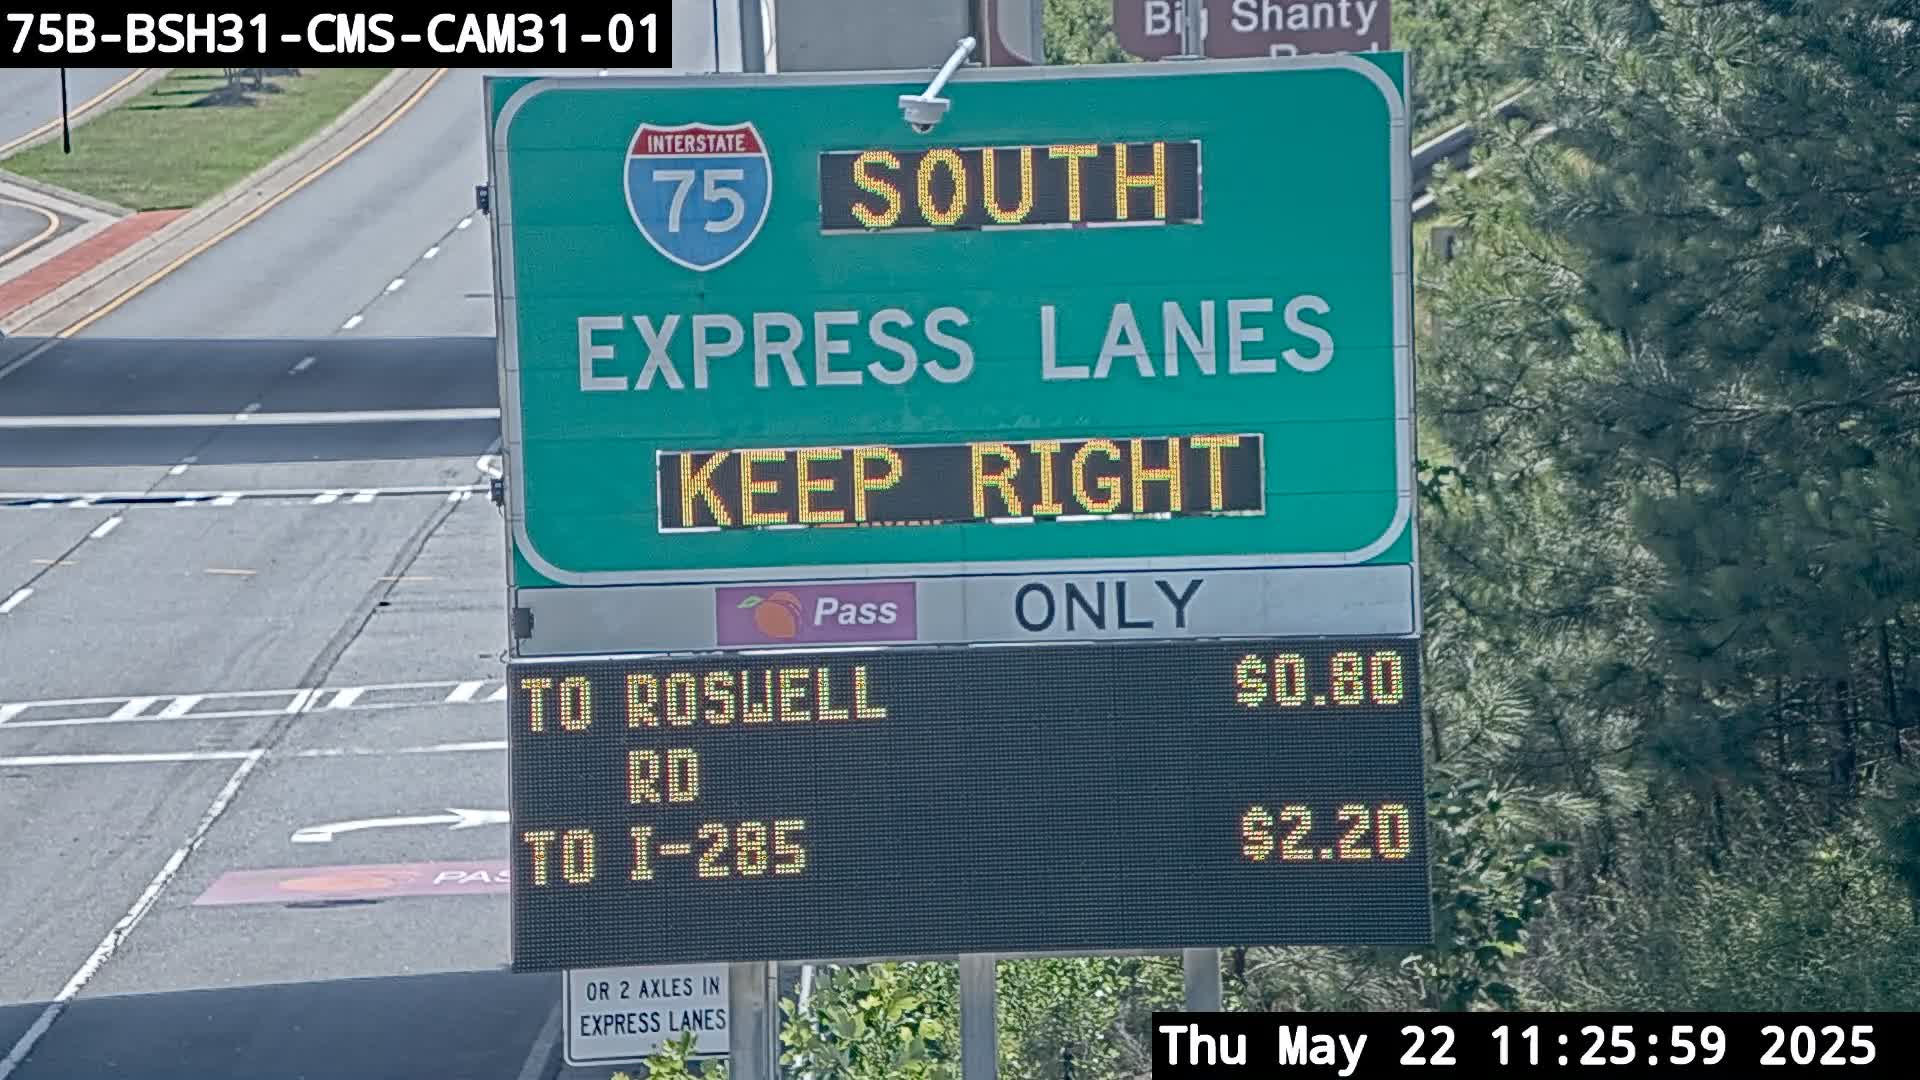 75B-BSH31-CMS-CAM31-01
Big Shanty
Road
INTERSTATE
75
SOUTH
EXPRESS LANES
KEEP RIGHT
Pass ONLY
TO ROSWELL $0.80
RD
TO I-285 $2.20
PAS
OR 2 AXLES IN
EXPRESS LANES
Thu May 22 11:25:59 2025